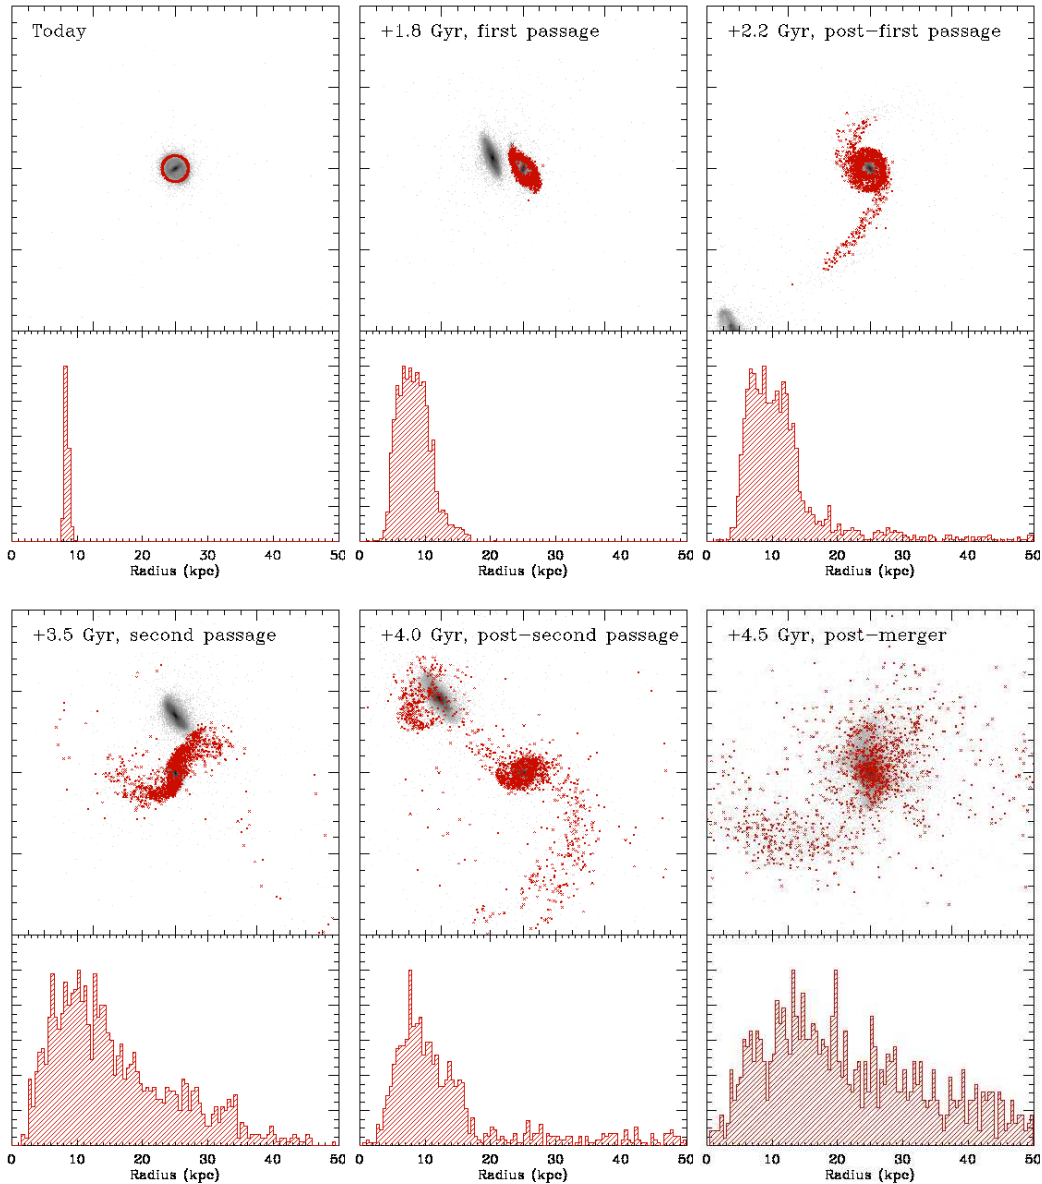 Today
+1.8 Gyr, first passage
+2.2 Gyr, post-first passage
0 10 20 30 40 50
Radius (kpc)
0 10 20 30 40 50
Radius (kpc)
0 10 20 30 40 50
Radius (kpc)
+3.5 Gyr, second passage
+4.0 Gyr, post-second passage
+4.5 Gyr, post-merger
0 10 20 30 40 50
Radius (kpc)
0 10 20 30 40 50
Radius (kpc)
0 10 20 30 40 50
Radius (kpc)